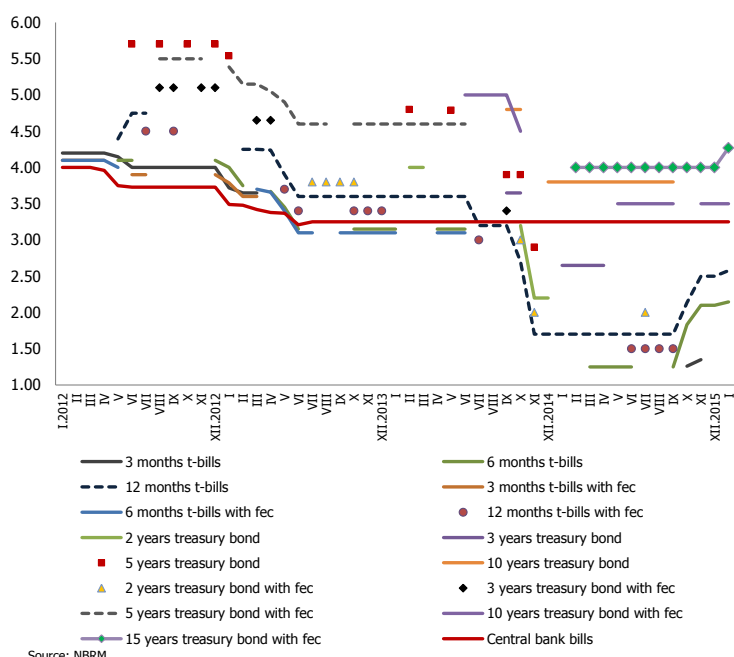 6.00
5.50
5.00
4.50
4.00
3.50
3.00
2.50
2.00
1.50
1.00
I.2012 II III IV V VI VII VIII IX X XI XII.2012 I II III IV V VI VII VIII IX X XI XII.2013 I II III IV V VI VII VIII IX X XI XII.2014 I II III IV V VI VII VIII IX X XI XII.2015 I
3 months t-bills 6 months t-bills
12 months t-bills 3 months t-bills with fec
6 months t-bills with fec 12 months t-bills with fec
2 years treasury bond 3 years treasury bond
5 years treasury bond 10 years treasury bond
2 years treasury bond with fec 3 years treasury bond with fec
5 years treasury bond with fec 10 years treasury bond with fec
15 years treasury bond with fec Central bank bills
Source: NBRM